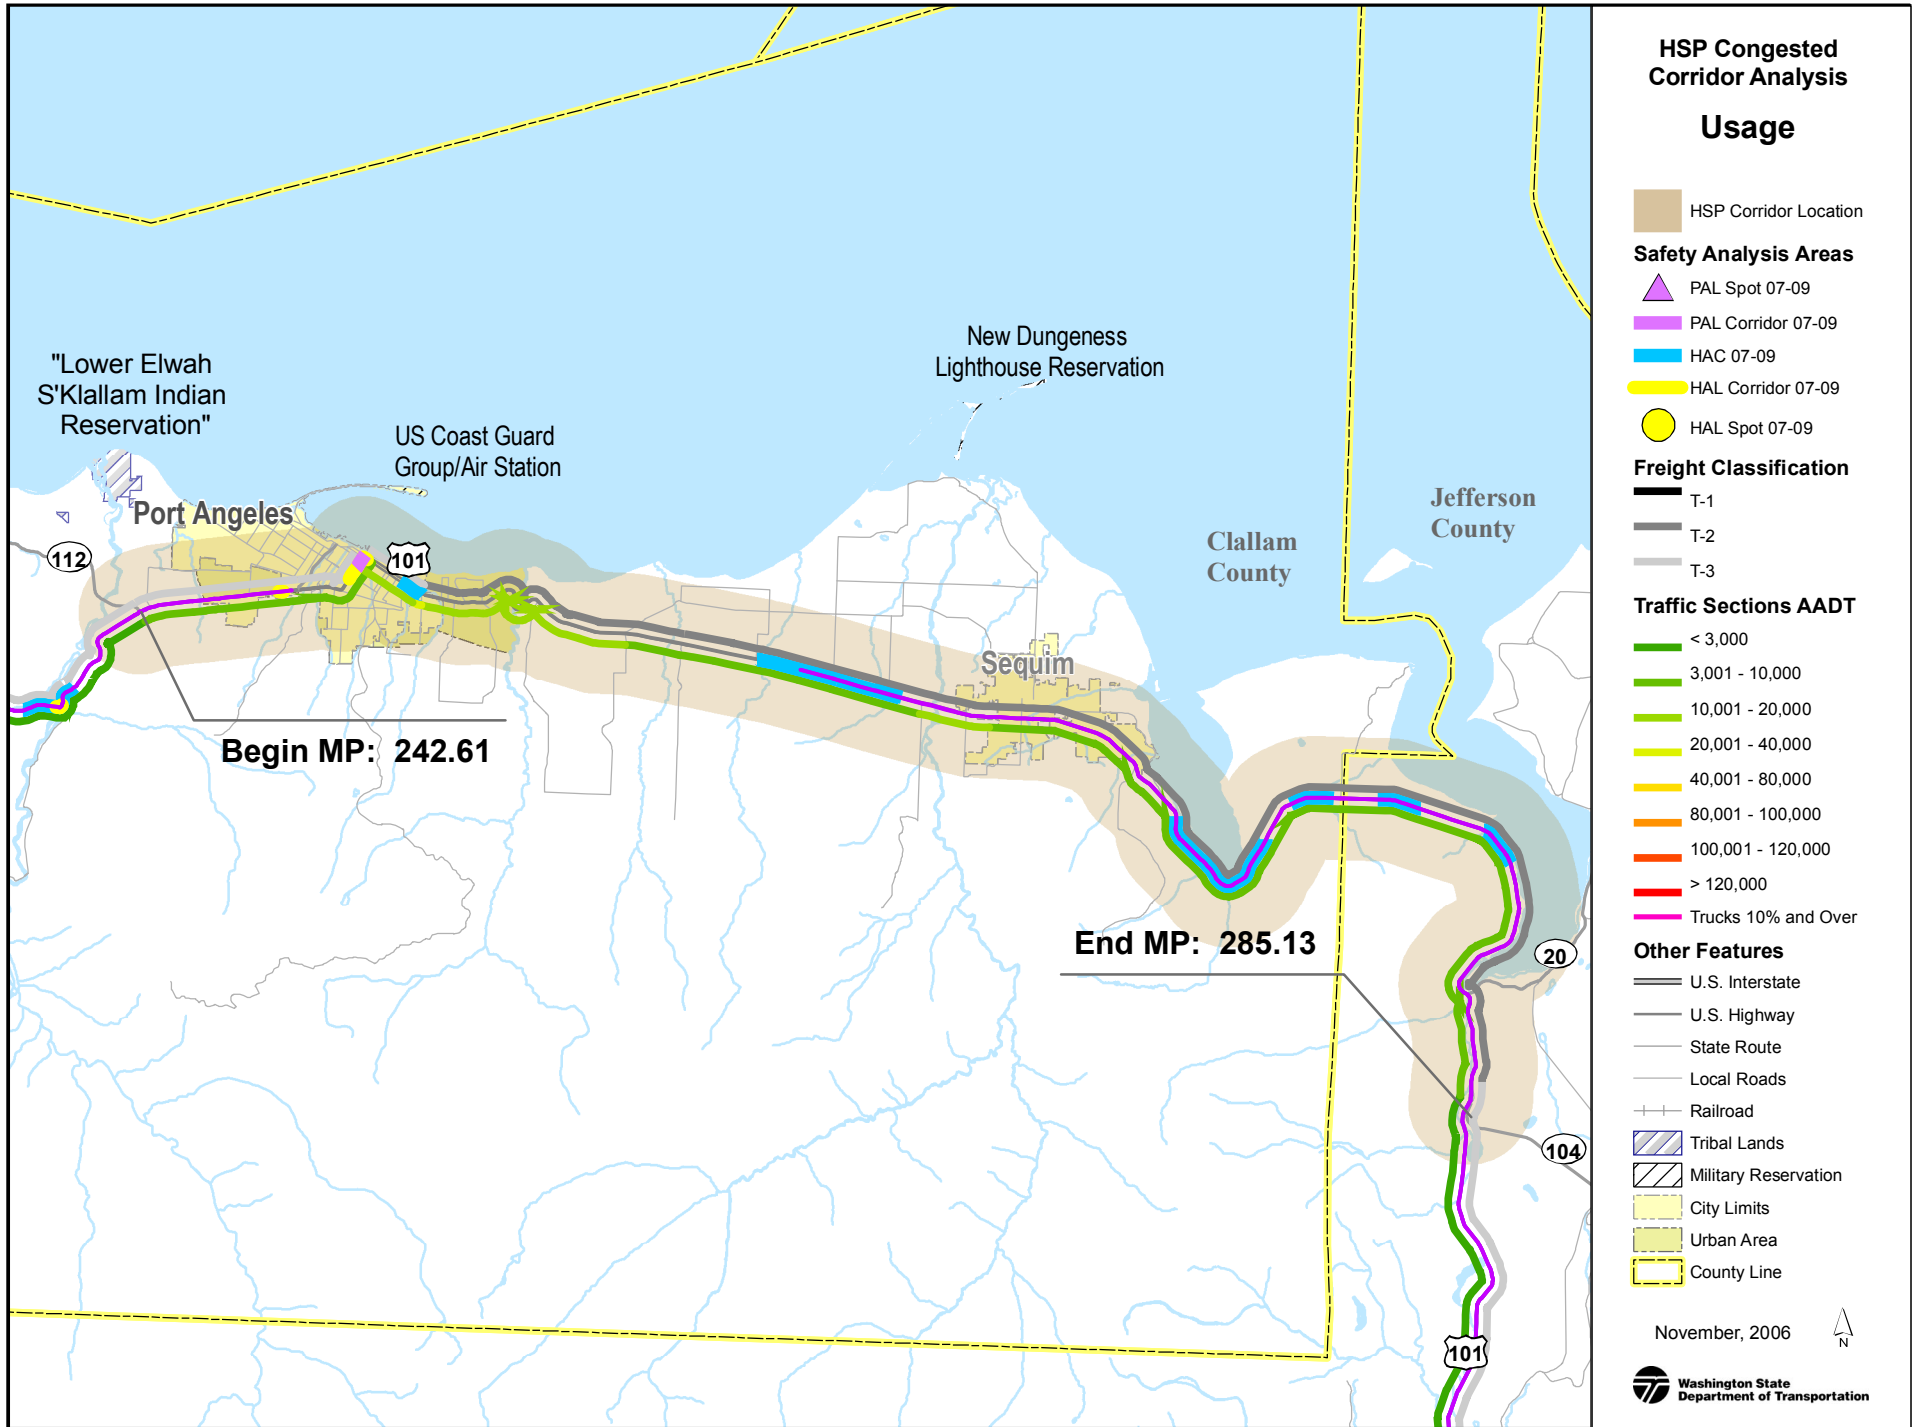 "Lower Elwah
S'Klallam Indian
Reservation"
US Coast Guard
Group/Air Station
New Dungeness
Lighthouse Reservation
Port Angeles
112
101
Sequim
Clallam
County
Jefferson
County
Begin MP: 242.61
End MP: 285.13
20
104
101
HSP Congested
Corridor Analysis
Usage
HSP Corridor Location
Safety Analysis Areas
PAL Spot 07-09
PAL Corridor 07-09
HAC 07-09
HAL Corridor 07-09
HAL Spot 07-09
Freight Classification
T-1
T-2
T-3
Traffic Sections AADT
< 3,000
3,001 - 10,000
10,001 - 20,000
20,001 - 40,000
40,001 - 80,000
80,001 - 100,000
100,001 - 120,000
> 120,000
Trucks 10% and Over
Other Features
U.S. Interstate
U.S. Highway
State Route
Local Roads
Railroad
Tribal Lands
Military Reservation
City Limits
Urban Area
County Line
November, 2006
N
Washington State
Department of Transportation